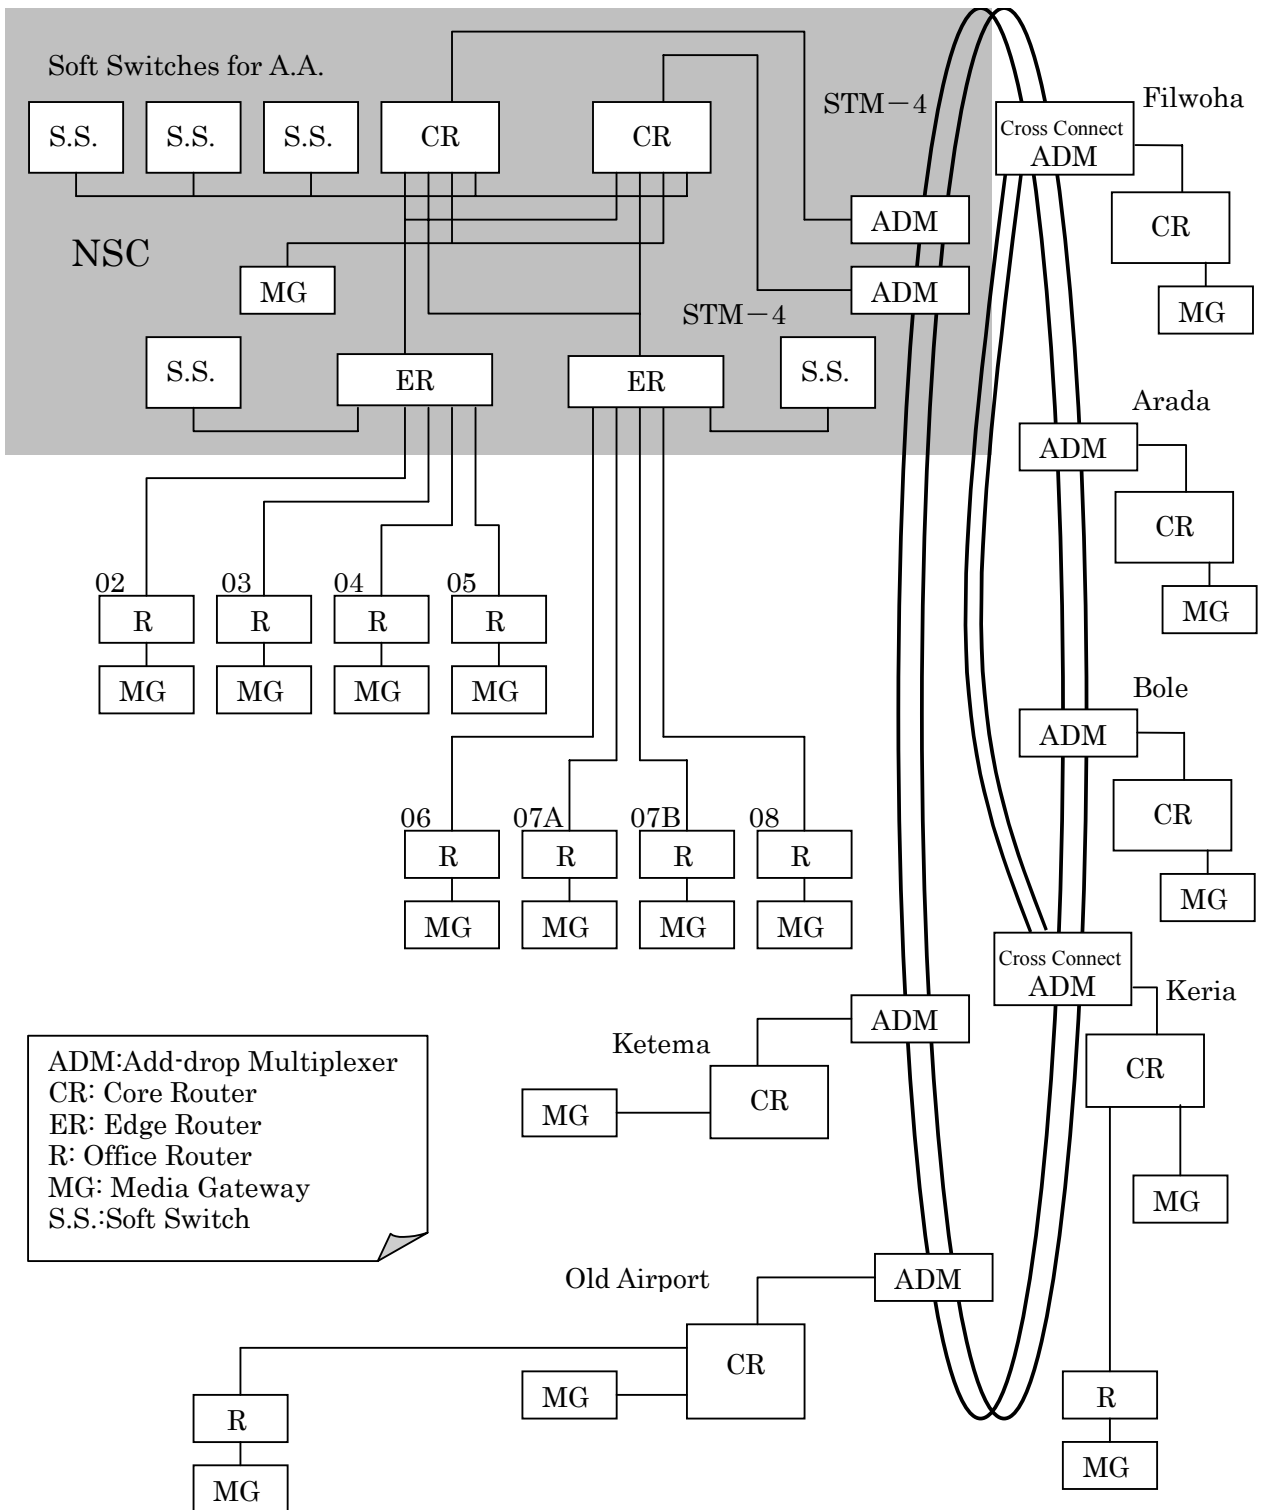 Soft Switches for A.A.
STM－4
Filwoha
S.S.
S.S.
S.S.
CR
CR
Cross Connect
ADM
ADM
CR
NSC
MG
ADM
STM－4
MG
S.S.
ER
ER
S.S.
Arada
ADM
CR
02
03
04
05
R
R
R
R
MG
MG
MG
MG
MG
Bole
ADM
06
07A
07B
08
CR
R
R
R
R
MG
MG
MG
MG
MG
Cross Connect
ADM
Keria
ADM
Ketema
CR
CR
MG
MG
ADM:Add-drop Multiplexer
CR: Core Router
ER: Edge Router
R: Office Router
MG: Media Gateway
S.S.:Soft Switch
Old Airport
ADM
CR
MG
R
R
MG
MG